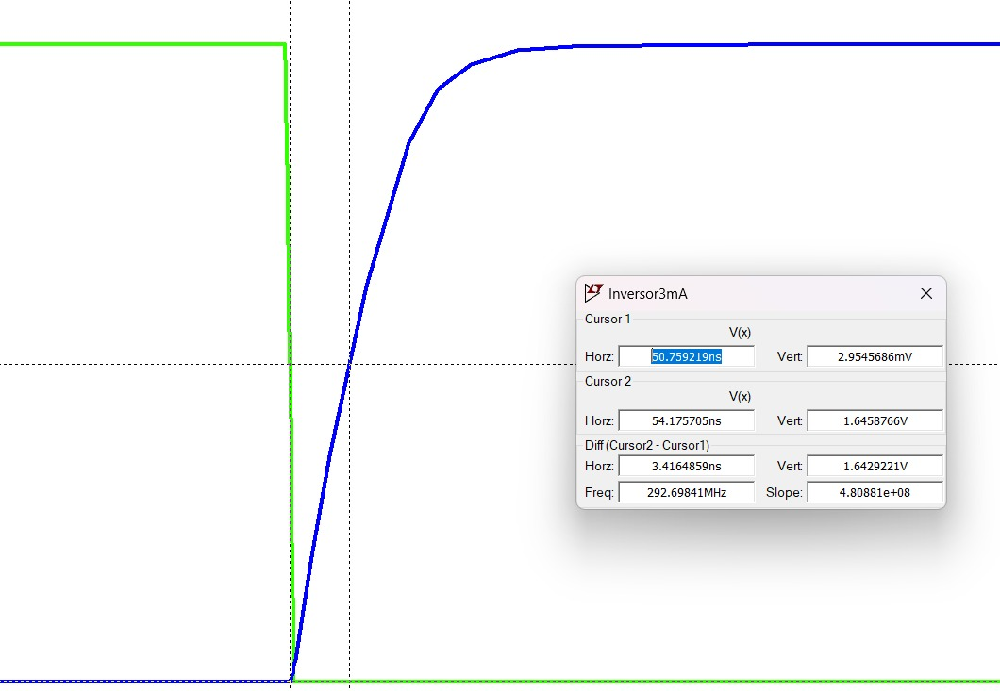 Inversor3mA
Cursor 1
V(x)
Horz: 50.759219ns Vert: 2.9545686mV
Cursor 2
V(x)
Horz: 54.175705ns Vert: 1.6458766V
Diff (Cursor2 - Cursor1)
Horz: 3.4164859ns Vert: 1.6429221V
Freq: 292.69841MHz Slope: 4.80881e+08